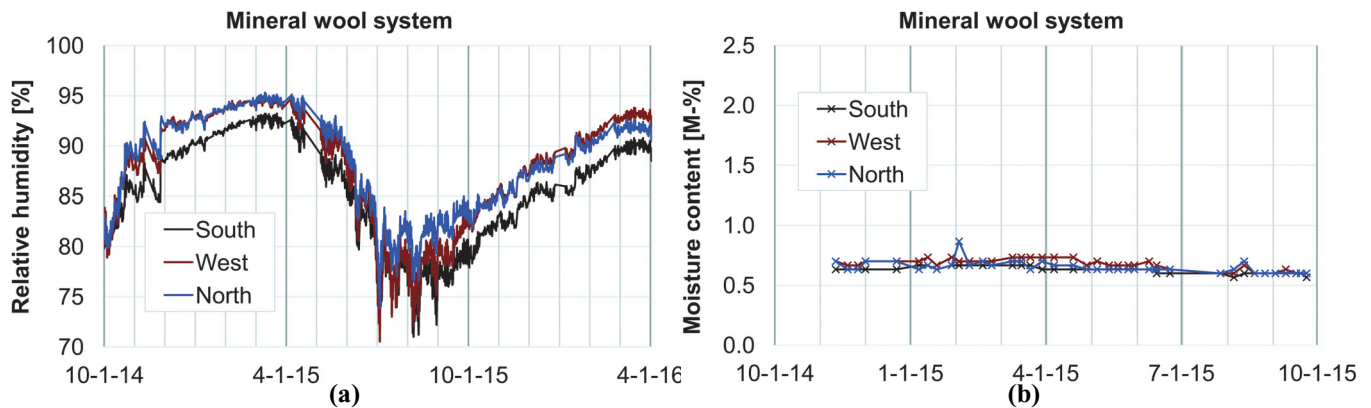 Mineral wool system
Relative humidity [%]
100
95
90
85
80
75
70
South
West
North
10-1-14
4-1-15
10-1-15
4-1-16
(a)
Mineral wool system
Moisture content [M-%]
2.5
2.0
1.5
1.0
0.5
0.0
South
West
North
10-1-14
1-1-15
4-1-15
7-1-15
10-1-15
(b)